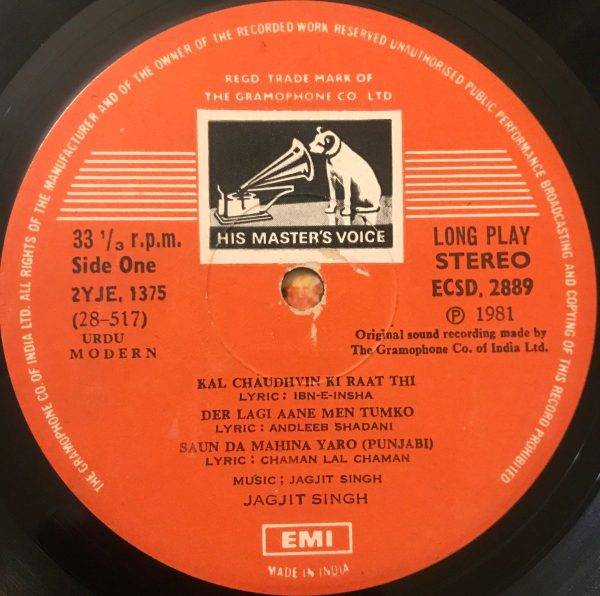 THE GRAMOPHONE CO. OF INDIA LTD. ALL RIGHTS OF THE MANUFACTURER AND OF THE OWNER OF THE RECORDED WORK RESERVED UNAUTHORISED PUBLIC PERFORMANCE BROADCASTING AND COPYING OF THIS RECORD PROHIBITED
REGD TRADE MARK OF
THE GRAMOPHONE CO LTD
HIS MASTER'S VOICE
33 1/3 r.p.m.
Side One
2YJE, 1375
(28-517)
URDU
MODERN
LONG PLAY
STEREO
ECSD, 2889
Ⓟ 1981
Original sound recording made by
The Gramophone Co. of India Ltd.
KAL CHAUDHVIN KI RAAT THI
LYRIC : IBN-E-INSHA
DER LAGI AANE MEN TUMKO
LYRIC : ANDLEEB SHADANI
SAUN DA MAHINA YARO (PUNJABI)
LYRIC : CHAMAN LAL CHAMAN
MUSIC ; JAGJIT SINGH
JAGJIT SINGH
EMI
MADE IN INDIA